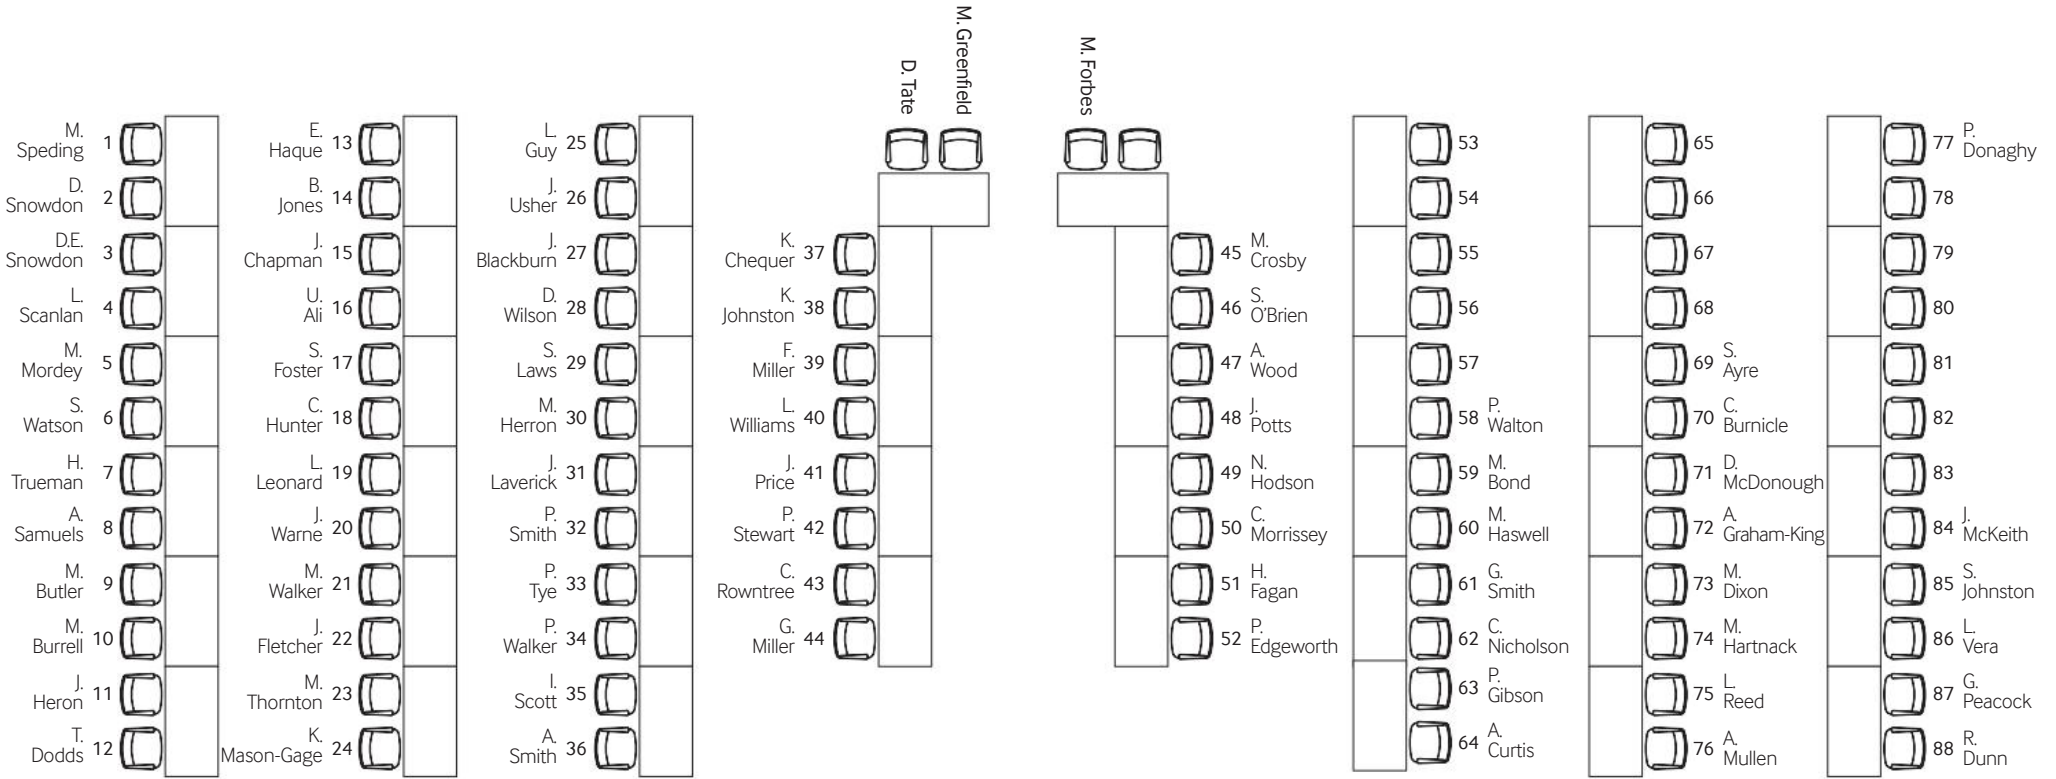 M. Greenfield
D. Tate
M. Forbes
M.
Speding 1
D.
Snowdon 2
D.E.
Snowdon 3
L.
Scanlan 4
M.
Mordey 5
S.
Watson 6
H.
Trueman 7
A.
Samuels 8
M.
Butler 9
M.
Burrell 10
J.
Heron 11
T.
Dodds 12
E.
Haque 13
B.
Jones 14
J.
Chapman 15
U.
Ali 16
S.
Foster 17
C.
Hunter 18
L.
Leonard 19
J.
Warne 20
M.
Walker 21
J.
Fletcher 22
M.
Thornton 23
K.
Mason-Gage 24
L.
Guy 25
J.
Usher 26
J.
Blackburn 27
D.
Wilson 28
S.
Laws 29
M.
Herron 30
J.
Laverick 31
P.
Smith 32
P.
Tye 33
P.
Walker 34
I.
Scott 35
A.
Smith 36
K.
Chequer 37
K.
Johnston 38
F.
Miller 39
L.
Williams 40
J.
Price 41
P.
Stewart 42
C.
Rowntree 43
G.
Miller 44
45 M.
Crosby
46 S.
O'Brien
47 A.
Wood
48 J.
Potts
49 N.
Hodson
50 C.
Morrissey
51 H.
Fagan
52 P.
Edgeworth
53
54
55
56
57
58 P.
Walton
59 M.
Bond
60 M.
Haswell
61 G.
Smith
62 C.
Nicholson
63 P.
Gibson
64 A.
Curtis
65
66
67
68
69 S.
Ayre
70 C.
Burnicle
71 D.
McDonough
72 A.
Graham-King
73 M.
Dixon
74 M.
Hartnack
75 L.
Reed
76 A.
Mullen
77 P.
Donaghy
78
79
80
81
82
83
84 J.
McKeith
85 S.
Johnston
86 L.
Vera
87 G.
Peacock
88 R.
Dunn